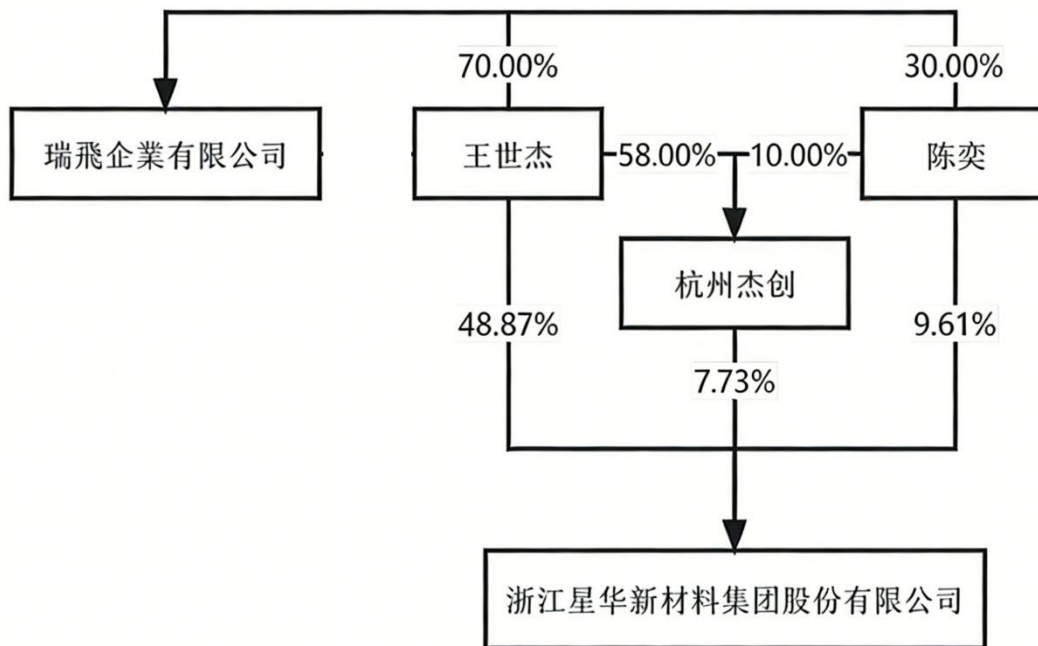 70.00%
30.00%
瑞飛企業有限公司
王世杰
58.00%
10.00%
陈奕
杭州杰创
48.87%
9.61%
7.73%
浙江星华新材料集团股份有限公司